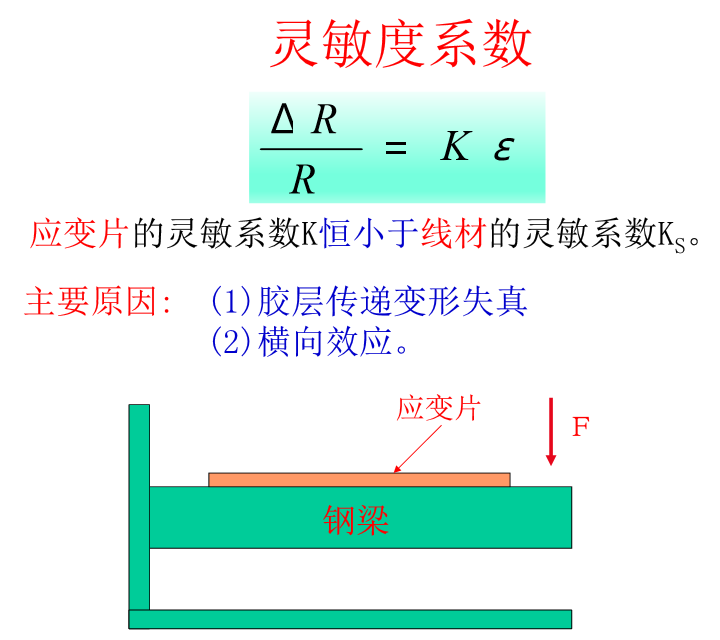 灵敏度系数
ΔR/R = K ε
应变片的灵敏系数K恒小于线材的灵敏系数KS。
主要原因: (1)胶层传递变形失真
(2)横向效应。
应变片
F
钢梁